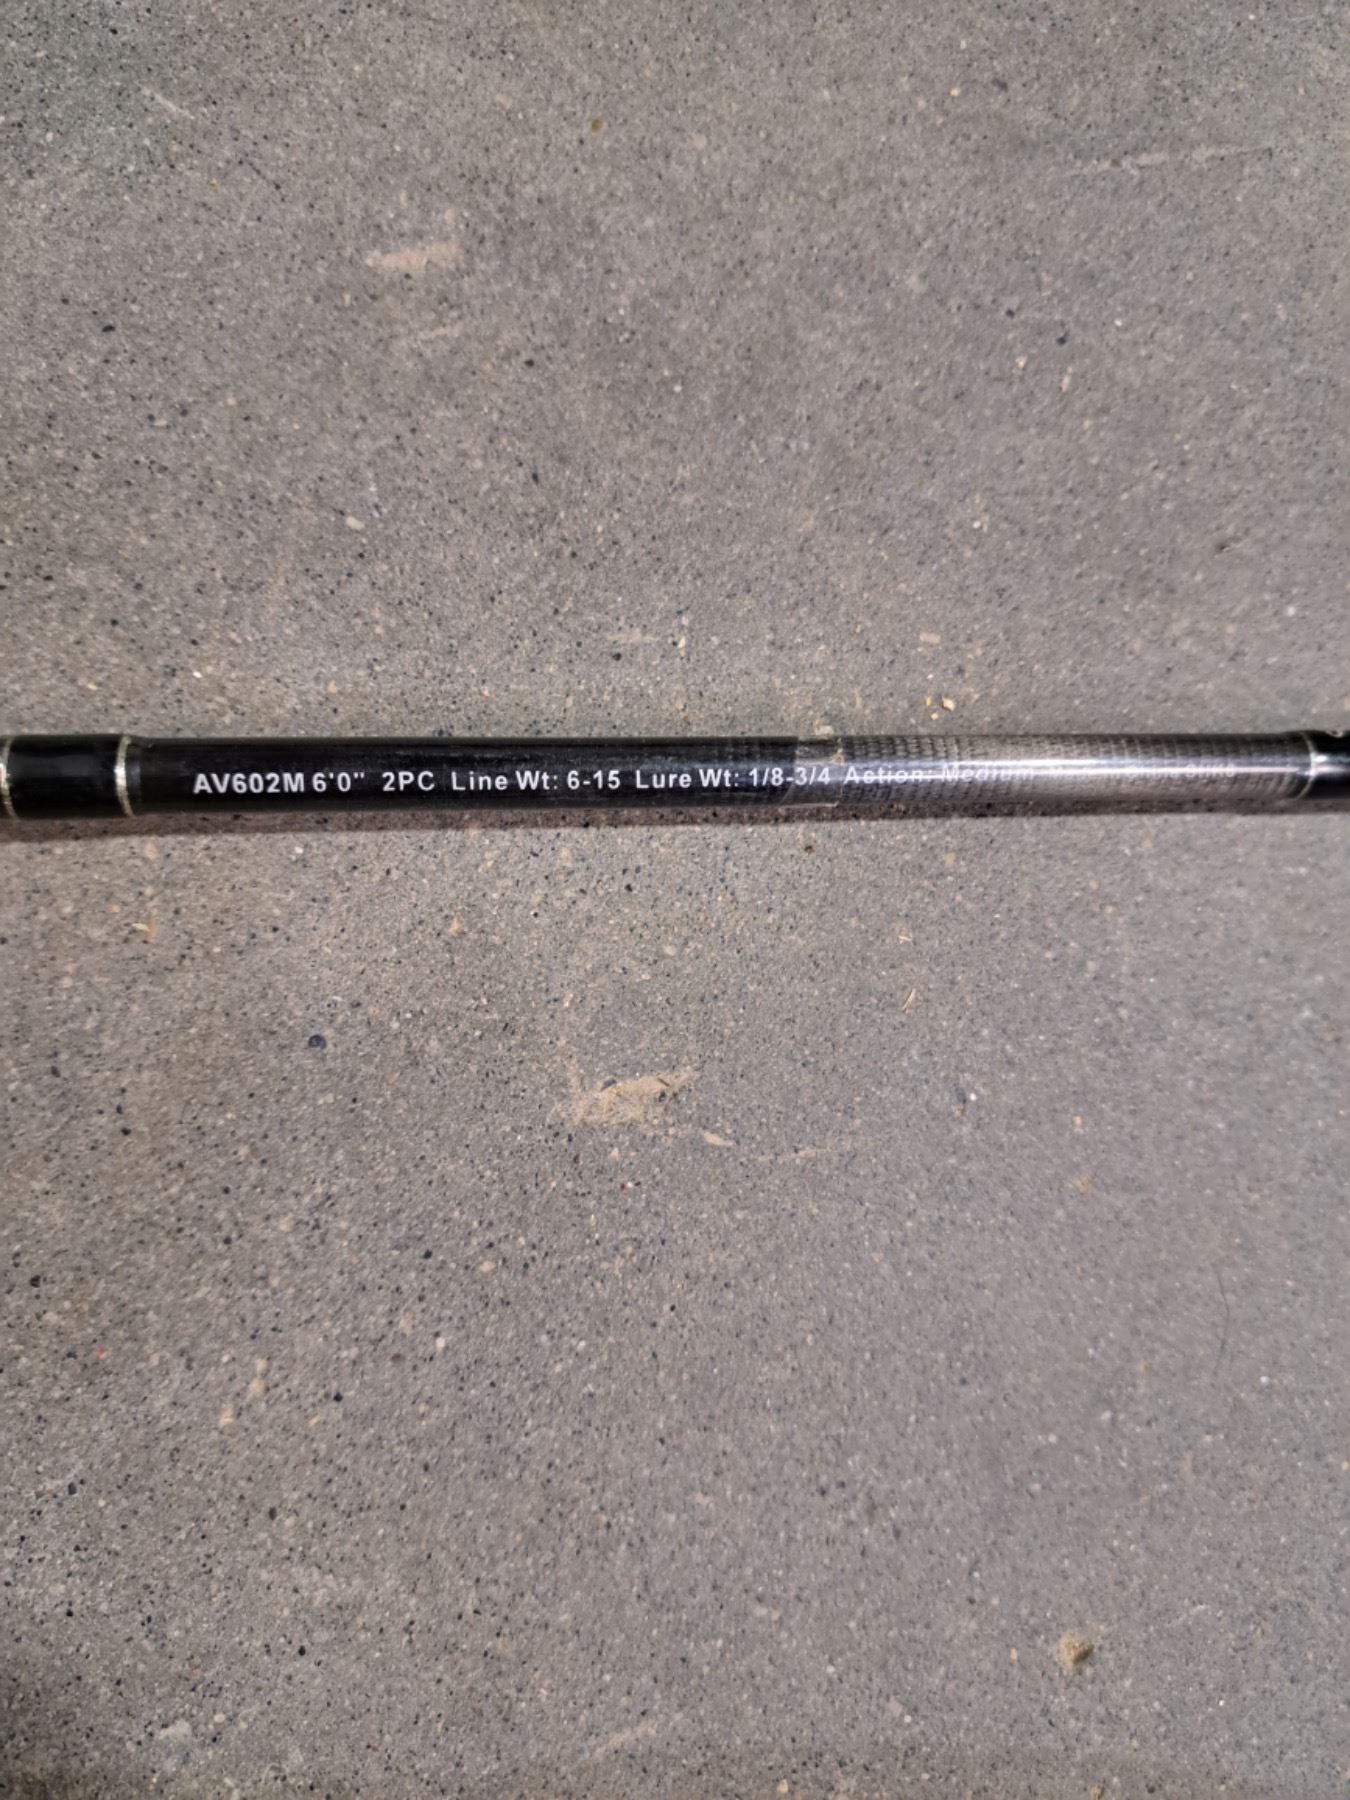 AV602M 6'0" 2PC Line Wt: 6-15 Lure Wt: 1/8-3/4 Action: Medium